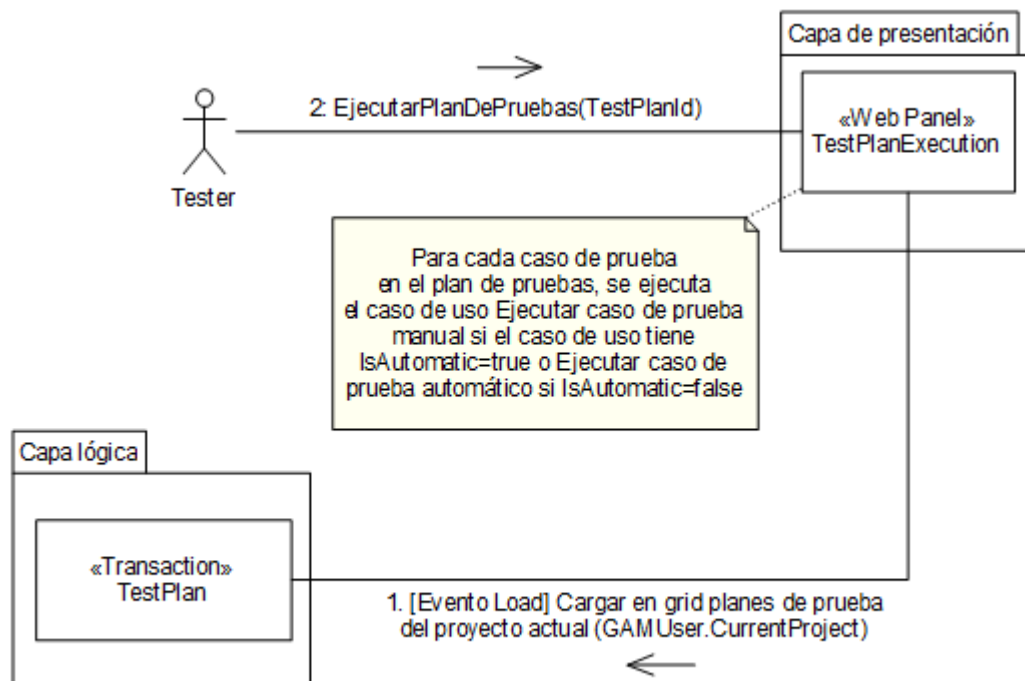 Capa de presentación
2: EjecutarPlanDePruebas(TestPlanId)
«Web Panel»
TestPlanExecution
Tester
Para cada caso de prueba
en el plan de pruebas, se ejecuta
el caso de uso Ejecutar caso de prueba
manual si el caso de uso tiene
IsAutomatic=true o Ejecutar caso de
prueba automático si IsAutomatic=false
Capa lógica
«Transaction»
TestPlan
1. [Evento Load] Cargar en grid planes de prueba
del proyecto actual (GAMUser.CurrentProject)